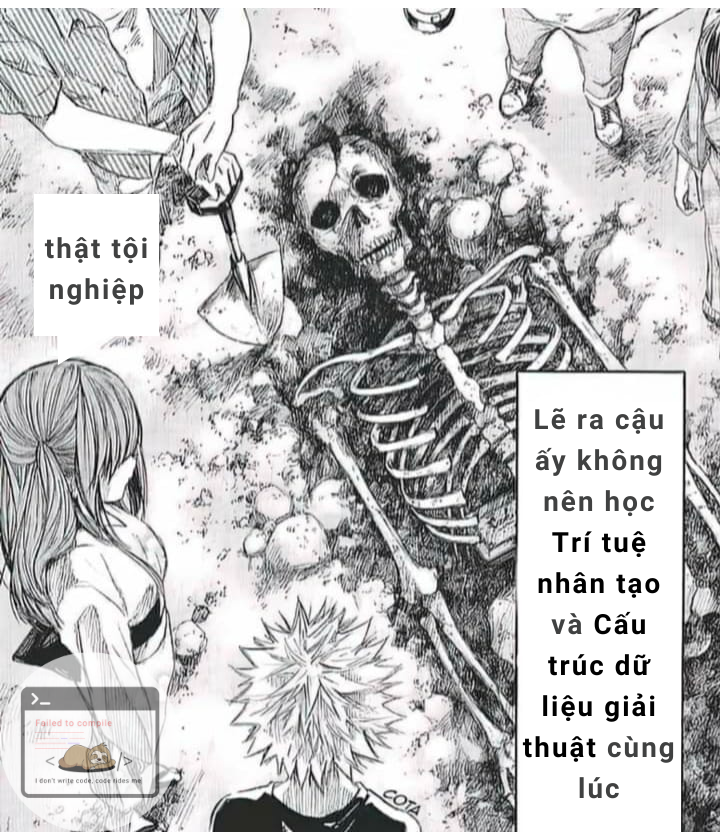 thật tội
nghiệp
Lẽ ra cậu
ấy không
nên học
Trí tuệ
nhân tạo
và Cấu
trúc dữ
liệu giải
thuật cùng
lúc
Failed to compile
< >
I don't write code, code rides me
COTA